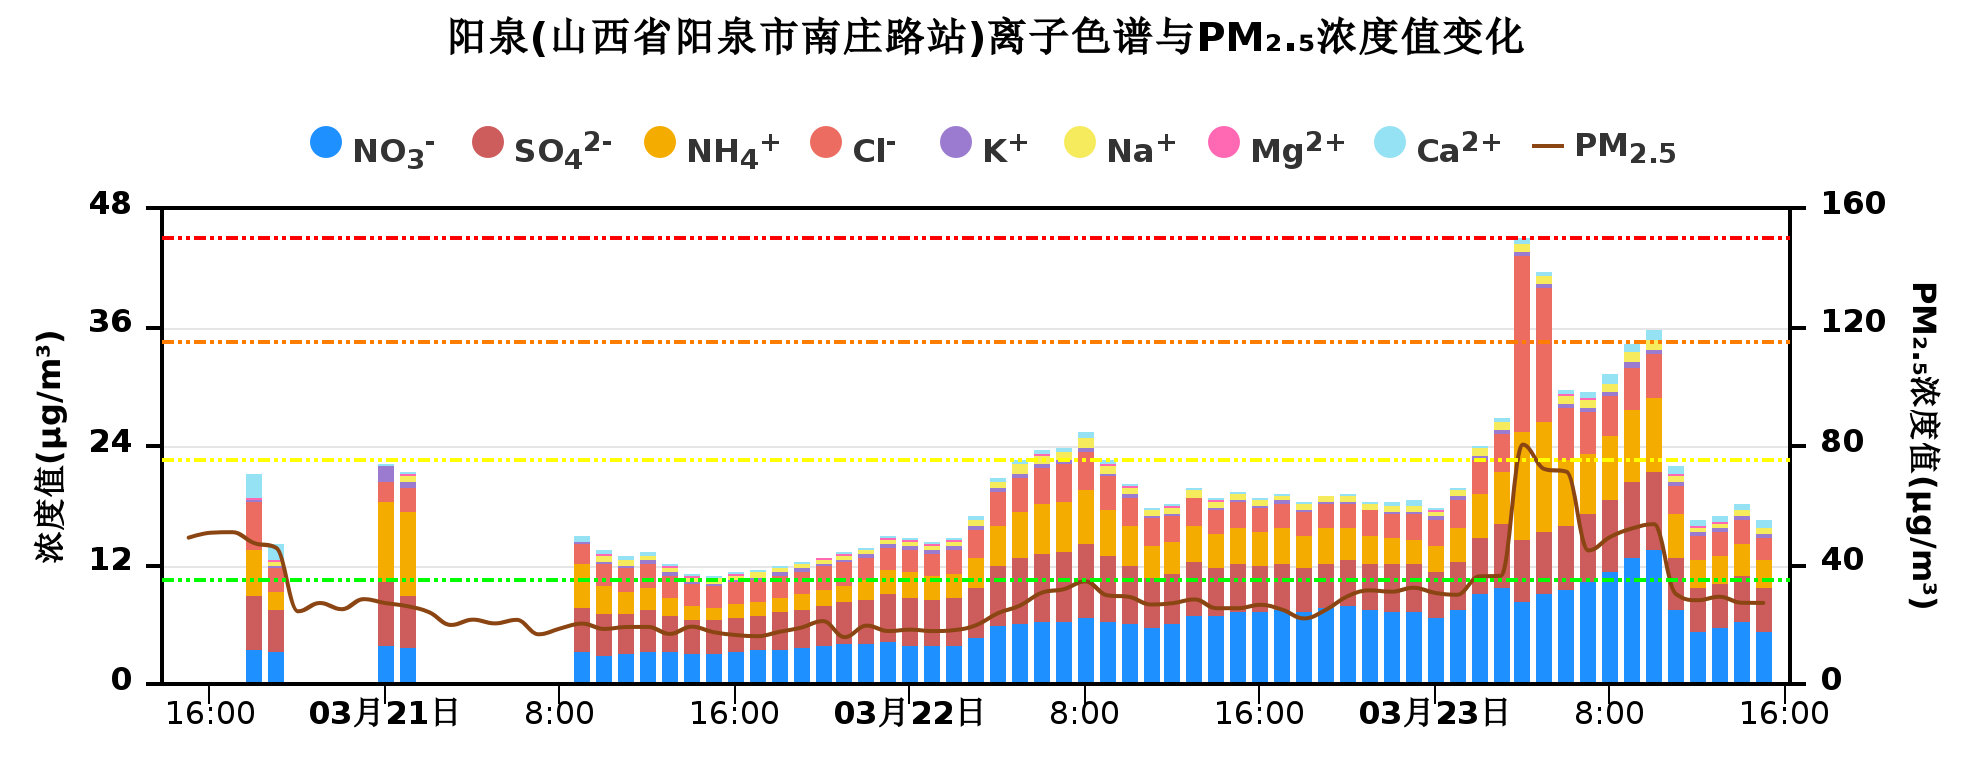 阳泉(山西省阳泉市南庄路站)离子色谱与PM₂.₅浓度值变化
NO₃⁻ SO₄²⁻ NH₄⁺ Cl⁻ K⁺ Na⁺ Mg²⁺ Ca²⁺ PM₂.₅
48
36
24
12
0
浓度值(μg/m³)
160
120
80
40
0
PM₂.₅浓度值(μg/m³)
16:00 03月21日 8:00 16:00 03月22日 8:00 16:00 03月23日 8:00 16:00